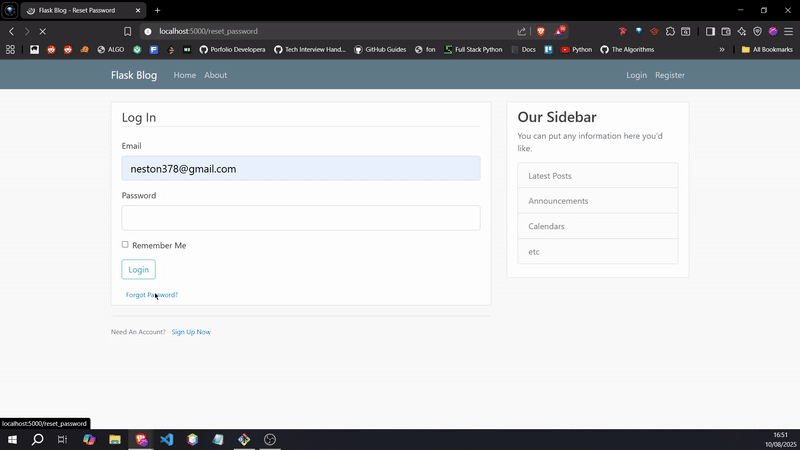 Flask Blog - Reset Password
localhost:5000/reset_password
ALGO
Porfolio Developera
Tech Interview Hand...
GitHub Guides
fon
Full Stack Python
Docs
Python
The Algorithms
All Bookmarks
Flask Blog
Home
About
Login
Register
Log In
Email
neston378@gmail.com
Password
Remember Me
Login
Forgot Password?
Need An Account? Sign Up Now
Our Sidebar
You can put any information here you'd
like.
Latest Posts
Announcements
Calendars
etc
localhost:5000/reset_password
16:51
10/08/2025